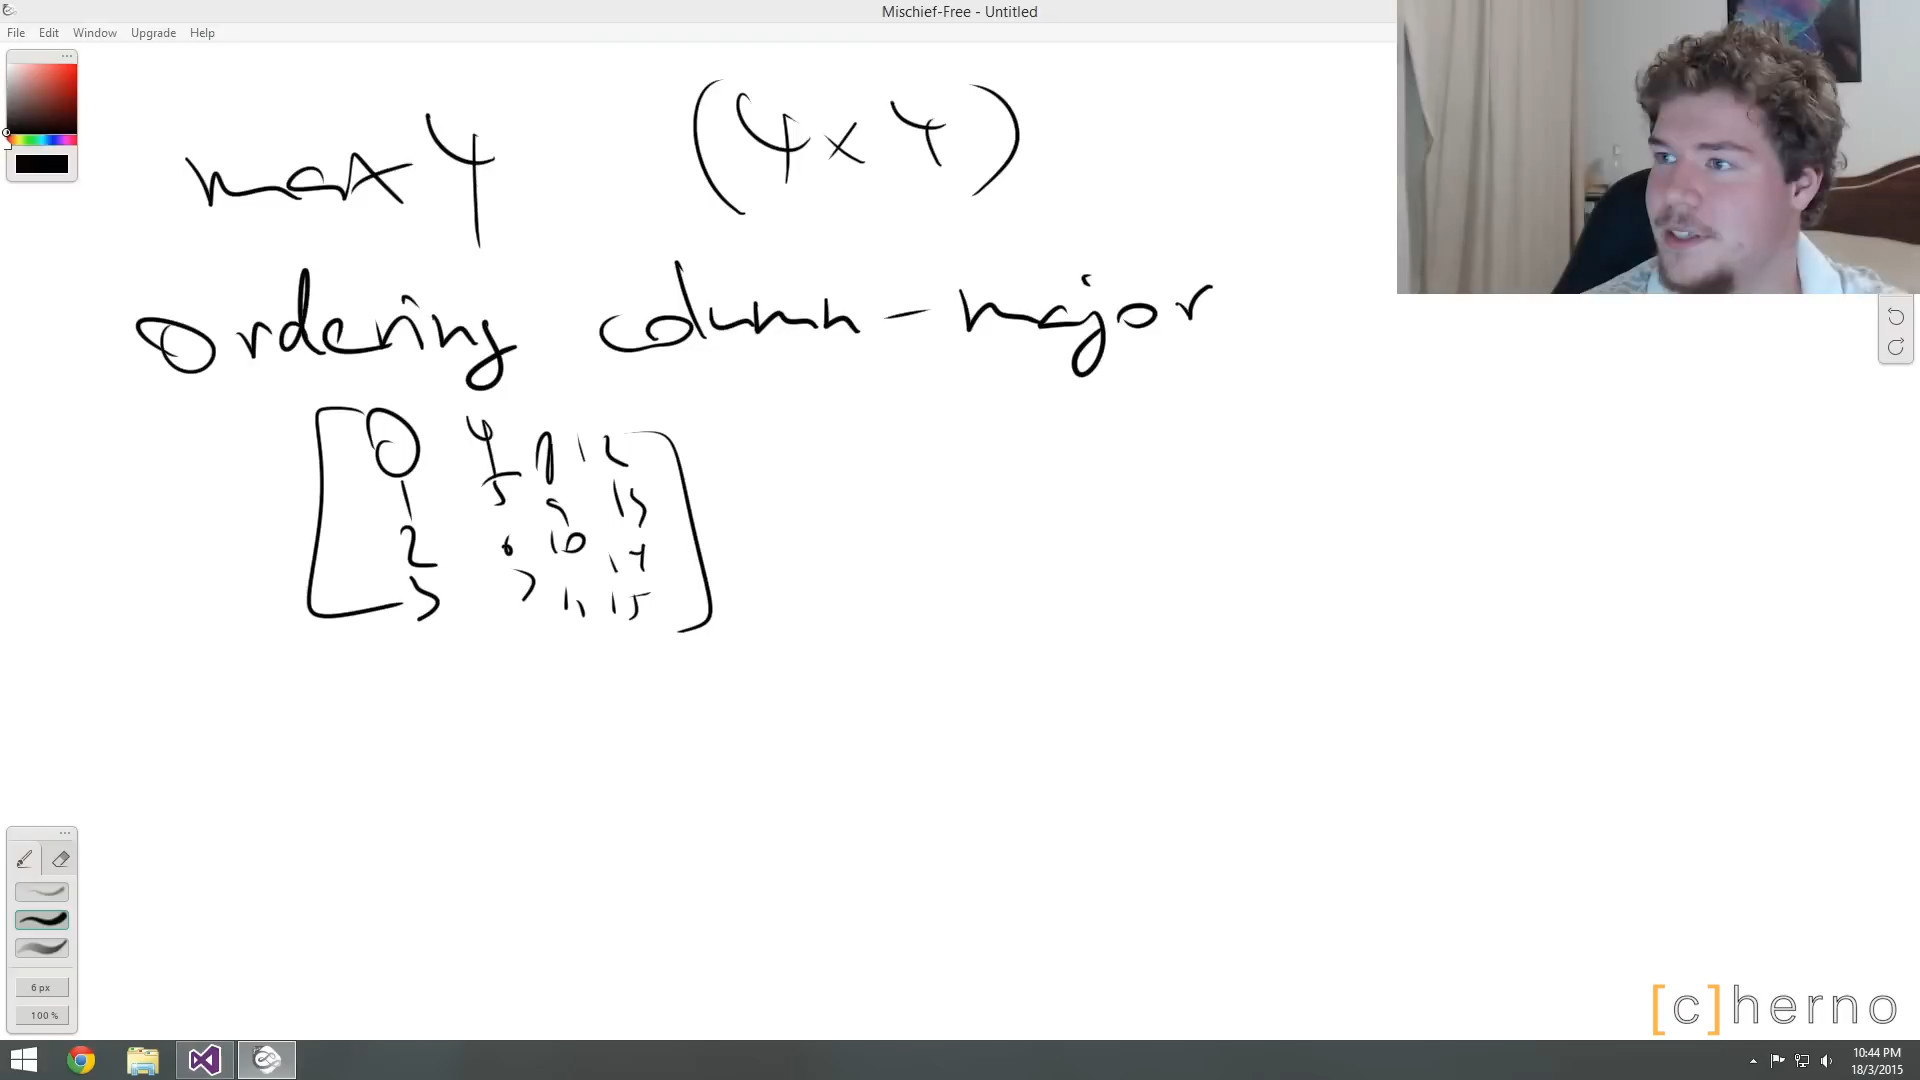 Mischief-Free - Untitled
File Edit Window Upgrade Help
mat 4 (4x4)
Ordering column-major
0 4 8 12
1 5 9 13
2 6 10 14
3 7 11 15
6 px
100 %
[c]herno
10:44 PM
18/3/2015